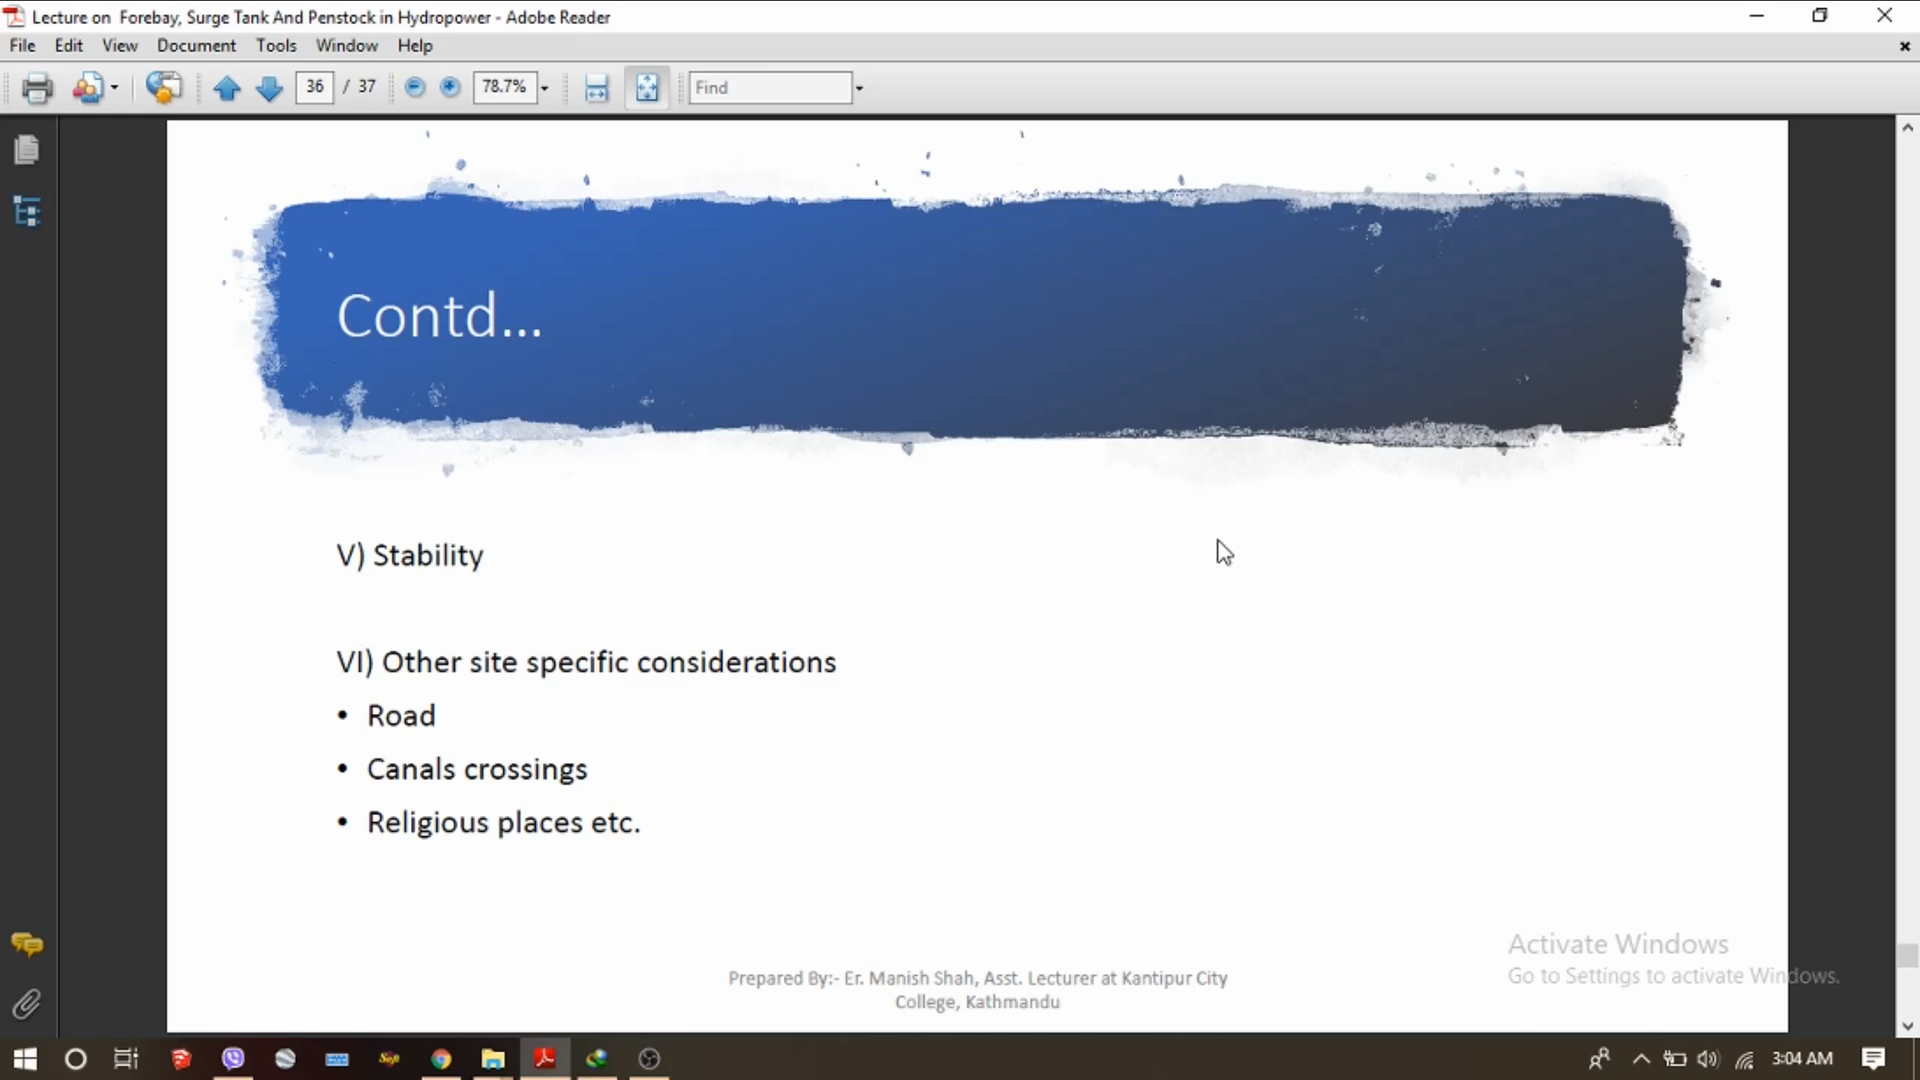 Lecture on  Forebay, Surge Tank And Penstock in Hydropower - Adobe Reader
File Edit View Document Tools Window Help
36 / 37 78.7% Find
Contd...
V) Stability
VI) Other site specific considerations
• Road
• Canals crossings
• Religious places etc.
Activate Windows
Go to Settings to activate Windows.
Prepared By:- Er. Manish Shah, Asst. Lecturer at Kantipur City
College, Kathmandu
3:04 AM